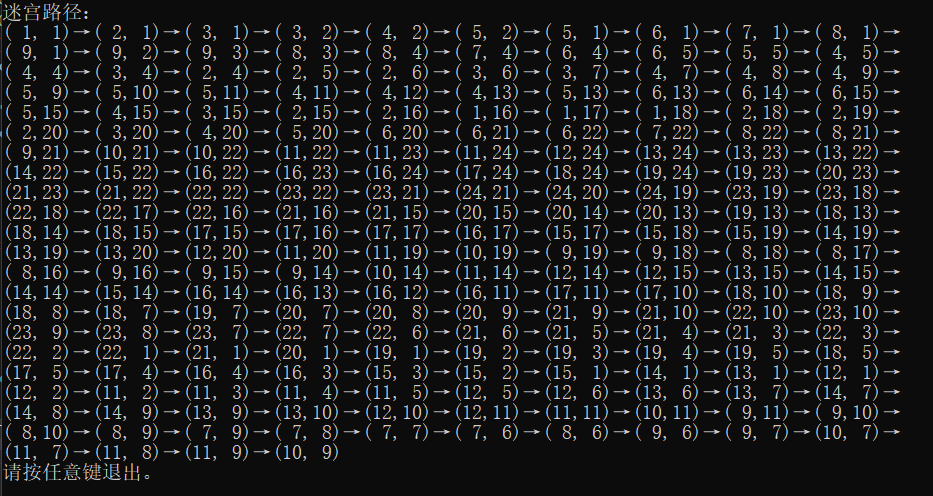 迷宫路径：
( 1, 1)→( 2, 1)→( 3, 1)→( 3, 2)→( 4, 2)→( 5, 2)→( 5, 1)→( 6, 1)→( 7, 1)→( 8, 1)→
( 9, 1)→( 9, 2)→( 9, 3)→( 8, 3)→( 8, 4)→( 7, 4)→( 6, 4)→( 6, 5)→( 5, 5)→( 4, 5)→
( 4, 4)→( 3, 4)→( 2, 4)→( 2, 5)→( 2, 6)→( 3, 6)→( 3, 7)→( 4, 7)→( 4, 8)→( 4, 9)→
( 5, 9)→( 5,10)→( 5,11)→( 4,11)→( 4,12)→( 4,13)→( 5,13)→( 6,13)→( 6,14)→( 6,15)→
( 5,15)→( 4,15)→( 3,15)→( 2,15)→( 2,16)→( 1,16)→( 1,17)→( 1,18)→( 2,18)→( 2,19)→
( 2,20)→( 3,20)→( 4,20)→( 5,20)→( 6,20)→( 6,21)→( 6,22)→( 7,22)→( 8,22)→( 8,21)→
( 9,21)→(10,21)→(10,22)→(11,22)→(11,23)→(11,24)→(12,24)→(13,24)→(13,23)→(13,22)→
(14,22)→(15,22)→(16,22)→(16,23)→(16,24)→(17,24)→(18,24)→(19,24)→(19,23)→(20,23)→
(21,23)→(21,22)→(22,22)→(23,22)→(23,21)→(24,21)→(24,20)→(24,19)→(23,19)→(23,18)→
(22,18)→(22,17)→(22,16)→(21,16)→(21,15)→(20,15)→(20,14)→(20,13)→(19,13)→(18,13)→
(18,14)→(18,15)→(17,15)→(17,16)→(17,17)→(16,17)→(15,17)→(15,18)→(15,19)→(14,19)→
(13,19)→(13,20)→(12,20)→(11,20)→(11,19)→(10,19)→( 9,19)→( 9,18)→( 8,18)→( 8,17)→
( 8,16)→( 9,16)→( 9,15)→( 9,14)→(10,14)→(11,14)→(12,14)→(12,15)→(13,15)→(14,15)→
(14,14)→(15,14)→(16,14)→(16,13)→(16,12)→(16,11)→(17,11)→(17,10)→(18,10)→(18, 9)→
(18, 8)→(18, 7)→(19, 7)→(20, 7)→(20, 8)→(20, 9)→(21, 9)→(21,10)→(22,10)→(23,10)→
(23, 9)→(23, 8)→(23, 7)→(22, 7)→(22, 6)→(21, 6)→(21, 5)→(21, 4)→(21, 3)→(22, 3)→
(22, 2)→(22, 1)→(21, 1)→(20, 1)→(19, 1)→(19, 2)→(19, 3)→(19, 4)→(19, 5)→(18, 5)→
(17, 5)→(17, 4)→(16, 4)→(16, 3)→(15, 3)→(15, 2)→(15, 1)→(14, 1)→(13, 1)→(12, 1)→
(12, 2)→(11, 2)→(11, 3)→(11, 4)→(11, 5)→(12, 5)→(12, 6)→(13, 6)→(13, 7)→(14, 7)→
(14, 8)→(14, 9)→(13, 9)→(13,10)→(12,10)→(12,11)→(11,11)→(10,11)→( 9,11)→( 9,10)→
( 8,10)→( 8, 9)→( 7, 9)→( 7, 8)→( 7, 7)→( 7, 6)→( 8, 6)→( 9, 6)→( 9, 7)→(10, 7)→
(11, 7)→(11, 8)→(11, 9)→(10, 9)
请按任意键退出。